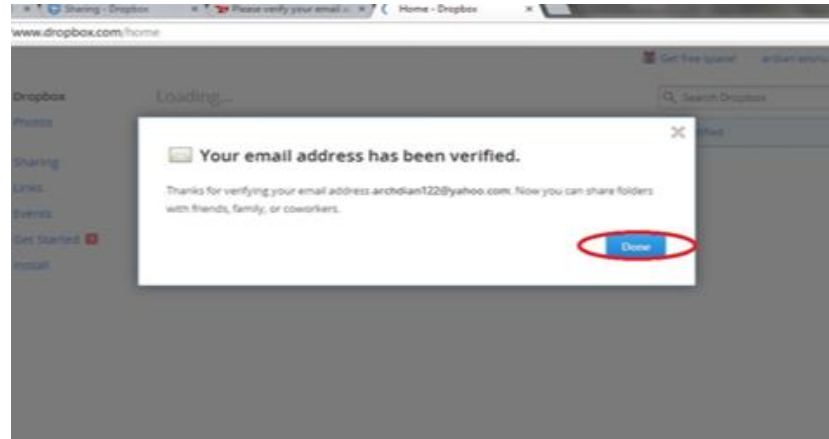 Sharing - Dropbox
Please verify your email
Home - Dropbox
www.dropbox.com/home
Get free space!
Dropbox
Loading...
Search Dropbox
Photos
Your email address has been verified.
Sharing
Thanks for verifying your email address archdian122@yahoo.com. Now you can share folders
Links
with friends, family, or coworkers.
Events
Get Started
Done
Install